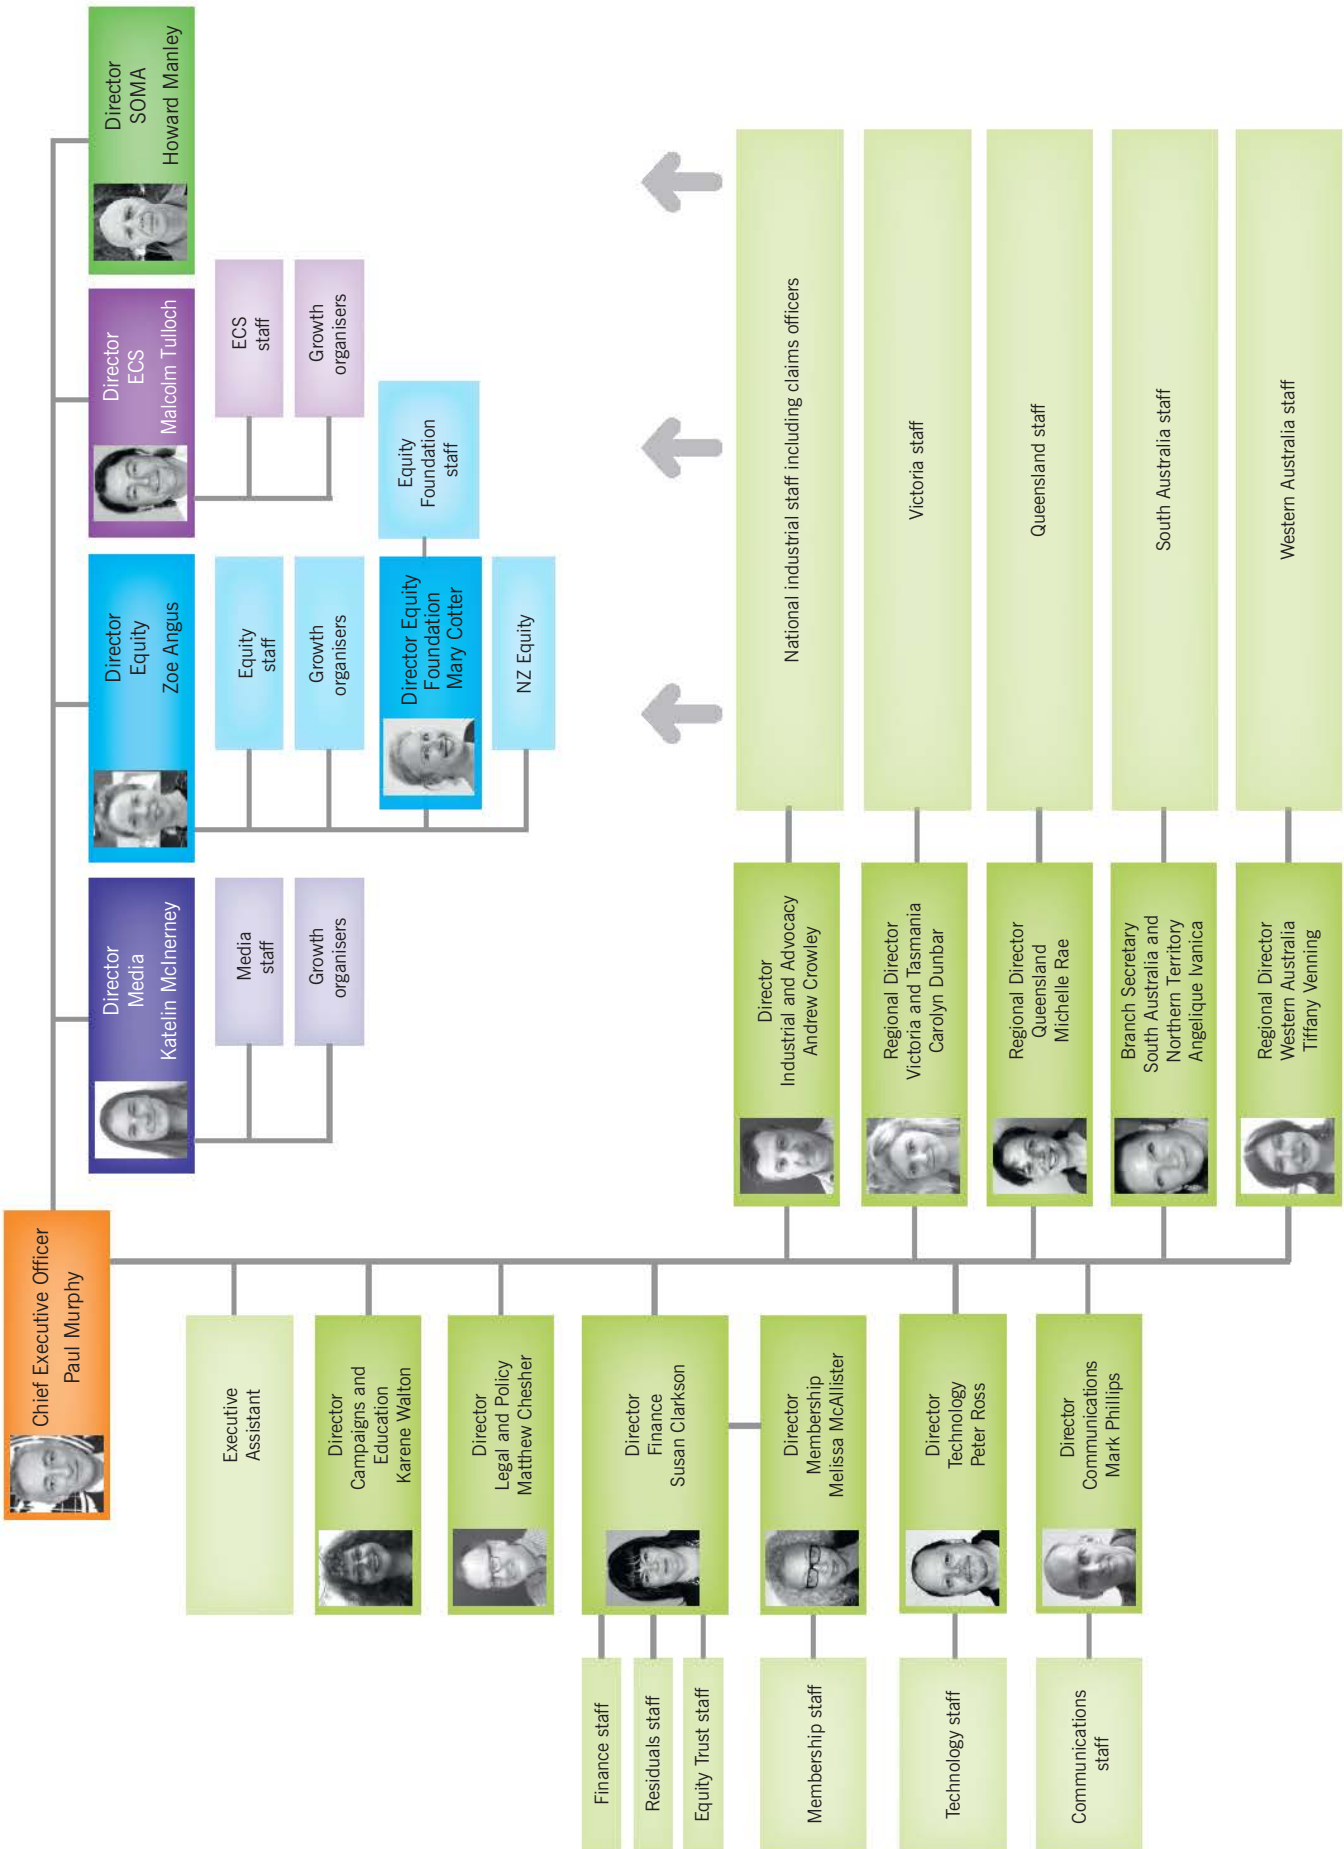 Chief Executive Officer
Paul Murphy
Director
Media
Katelin McInerney
Media
staff
Growth
organisers
Director
Equity
Zoe Angus
Equity
staff
Growth
organisers
Director Equity
Foundation
Mary Cotter
Equity
Foundation
staff
NZ Equity
Director
ECS
Malcolm Tulloch
ECS
staff
Growth
organisers
Director
SOMA
Howard Manley
Executive
Assistant
Director
Campaigns and
Education
Karene Walton
Director
Legal and Policy
Matthew Chesher
Director
Finance
Susan Clarkson
Finance staff
Residuals staff
Equity Trust staff
Director
Membership
Melissa McAllister
Membership staff
Director
Technology
Peter Ross
Technology staff
Director
Communications
Mark Phillips
Communications
staff
Director
Industrial and Advocacy
Andrew Crowley
National industrial staff including claims officers
Regional Director
Victoria and Tasmania
Carolyn Dunbar
Victoria staff
Regional Director
Queensland
Michelle Rae
Queensland staff
Branch Secretary
South Australia and
Northern Territory
Angelique Ivanica
South Australia staff
Regional Director
Western Australia
Tiffany Venning
Western Australia staff